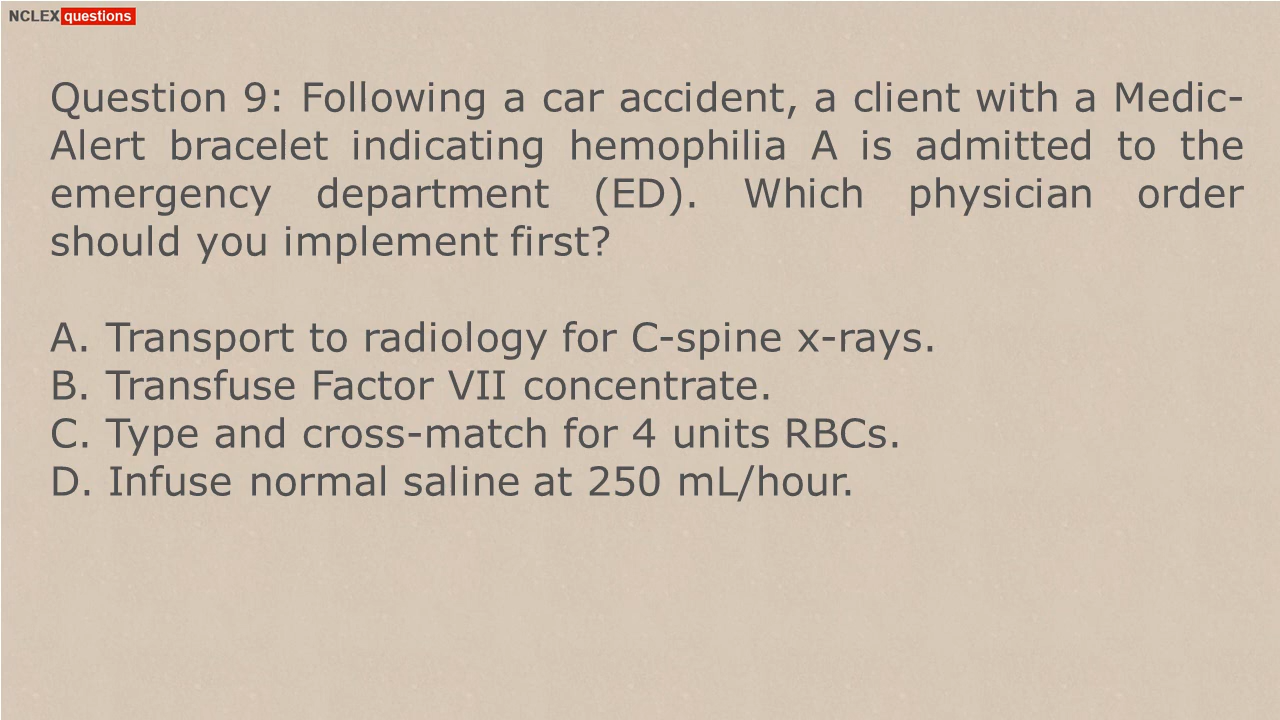 NCLEX questions
Question 9: Following a car accident, a client with a Medic-
Alert bracelet indicating hemophilia A is admitted to the
emergency department (ED). Which physician order
should you implement first?
A. Transport to radiology for C-spine x-rays.
B. Transfuse Factor VII concentrate.
C. Type and cross-match for 4 units RBCs.
D. Infuse normal saline at 250 mL/hour.